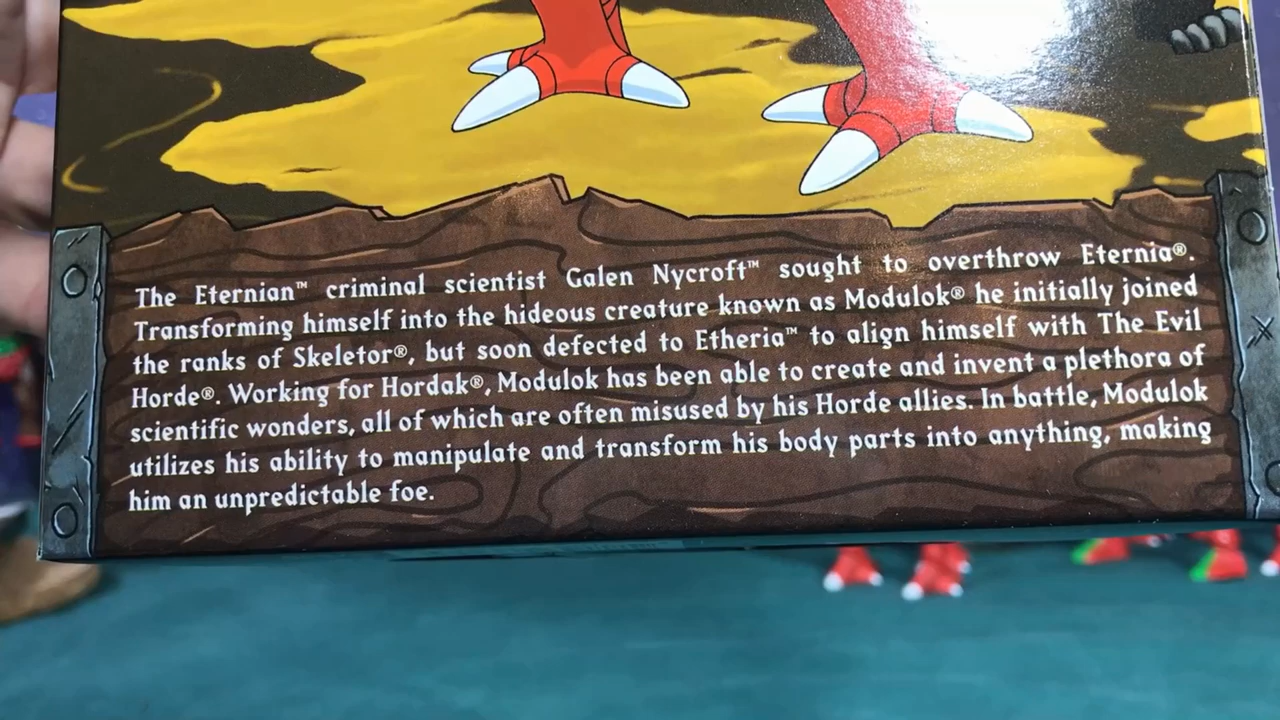 The Eternian™ criminal scientist Galen Nycroft™ sought to overthrow Eternia®.
Transforming himself into the hideous creature known as Modulok® he initially joined
the ranks of Skeletor®, but soon defected to Etheria™ to align himself with The Evil
Horde®. Working for Hordak®, Modulok has been able to create and invent a plethora of
scientific wonders, all of which are often misused by his Horde allies. In battle, Modulok
utilizes his ability to manipulate and transform his body parts into anything, making
him an unpredictable foe.